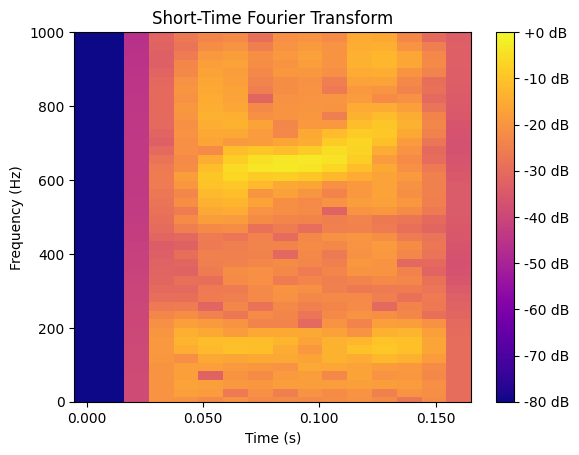 Short-Time Fourier Transform
1000
800
600
400
200
0
Frequency (Hz)
0.000
0.050
0.100
0.150
Time (s)
+0 dB
-10 dB
-20 dB
-30 dB
-40 dB
-50 dB
-60 dB
-70 dB
-80 dB